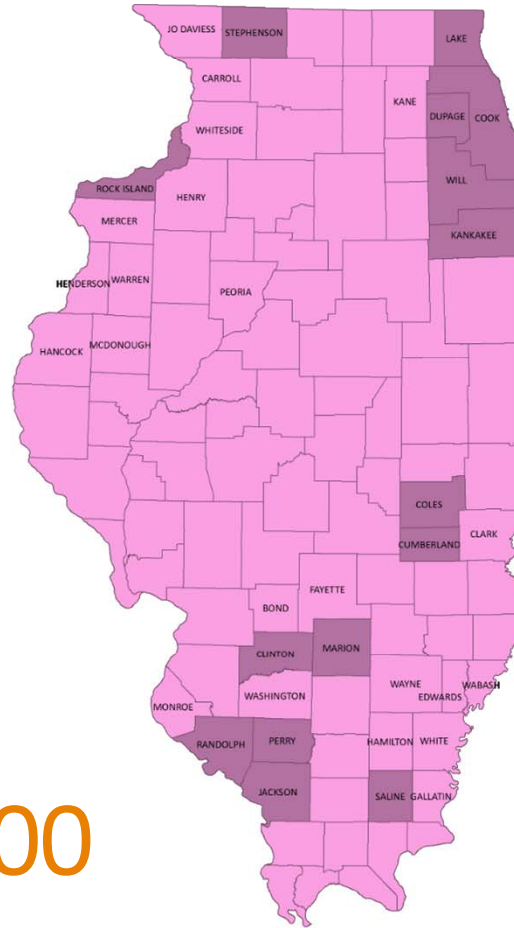 JO DAVIESS
STEPHENSON
LAKE
CARROLL
KANE
DUPAGE
COOK
WHITESIDE
WILL
ROCK ISLAND
HENRY
MERCER
KANKAKEE
HENDERSON
WARREN
PEORIA
HANCOCK
MCDONOUGH
COLES
CLARK
CUMBERLAND
FAYETTE
BOND
CLINTON
MARION
WAYNE
WABASH
WASHINGTON
EDWARDS
MONROE
RANDOLPH
PERRY
HAMILTON
WHITE
JACKSON
SALINE
GALLATIN
00